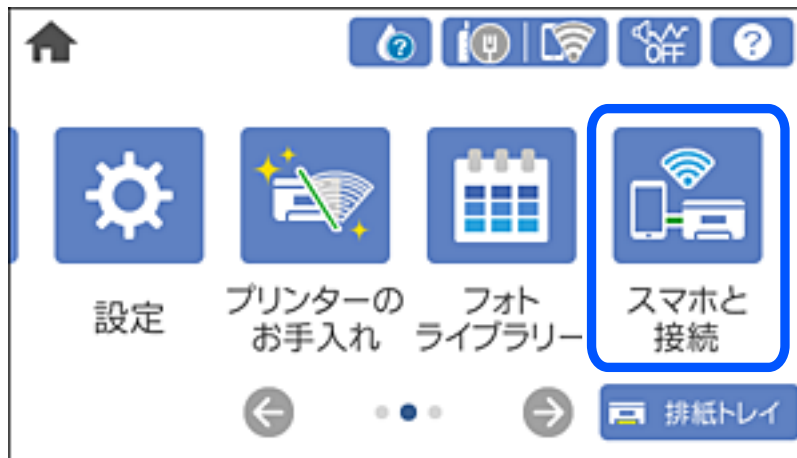 OFF
設定
プリンターの
お手入れ
フォト
ライブラリー
スマホと
接続
排紙トレイ